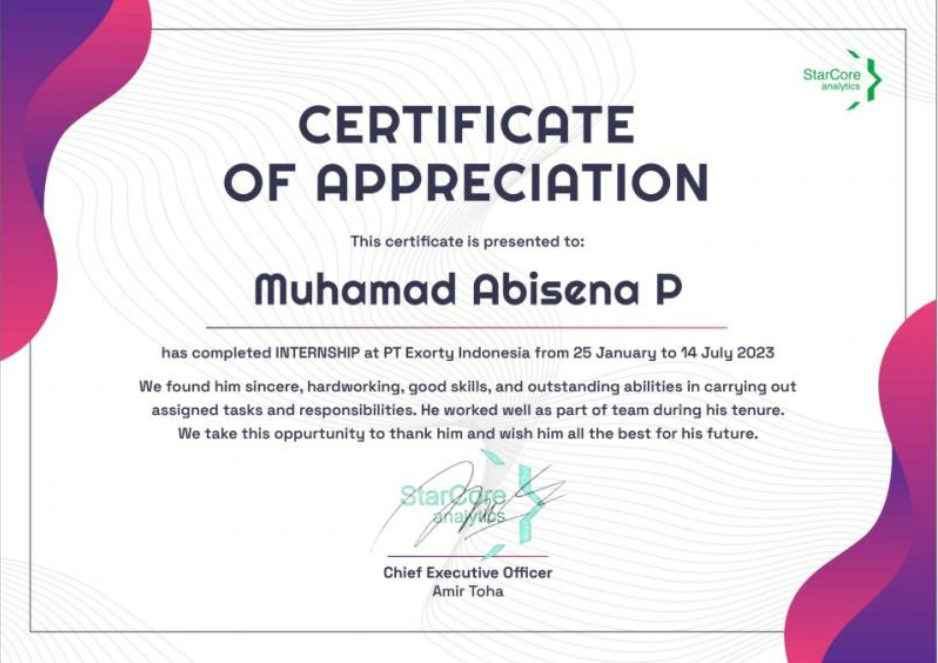 StarCore
analytics
CERTIFICATE
OF APPRECIATION
This certificate is presented to:
Muhamad Abisena P
has completed INTERNSHIP at PT Exorty Indonesia from 25 January to 14 July 2023
We found him sincere, hardworking, good skills, and outstanding abilities in carrying out
assigned tasks and responsibilities. He worked well as part of team during his tenure.
We take this oppurtunity to thank him and wish him all the best for his future.
StarCore
analytics
Chief Executive Officer
Amir Toha